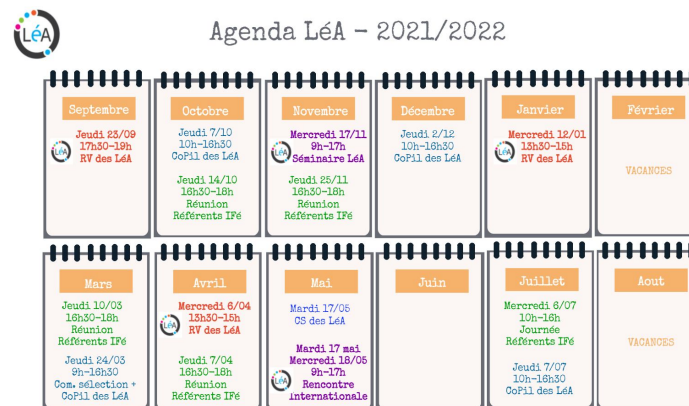 LéA
Agenda LéA - 2021/2022
Septembre
Jeudi 23/09
17h30-19h
LéA
RV des LéA
Octobre
Jeudi 7/10
10h-16h30
CoPil des LéA
Jeudi 14/10
16h30-18h
Réunion
Référents IFé
Novembre
Mercredi 17/11
9h-17h
LéA
Séminaire LéA
Jeudi 25/11
16h30-18h
Réunion
Référents IFé
Décembre
Jeudi 2/12
10h-16h30
CoPil des LéA
Janvier
Mercredi 12/01
13h30-15h
LéA
RV des LéA
Février
VACANCES
Mars
Jeudi 10/03
16h30-18h
Réunion
Référents IFé
Jeudi 24/03
9h-16h30
Com. sélection +
CoPil des LéA
Avril
Mercredi 6/04
13h30-15h
LéA
RV des LéA
Jeudi 7/04
16h30-18h
Réunion
Référents IFé
Mai
Mardi 17/05
CS des LéA
Mardi 17 mai
Mercredi 18/05
9h-17h
LéA
Rencontre
Internationale
Juin
Juillet
Mercredi 6/07
10h-16h
Journée
Référents IFé
Jeudi 7/07
10h-16h30
CoPil des LéA
Aout
VACANCES